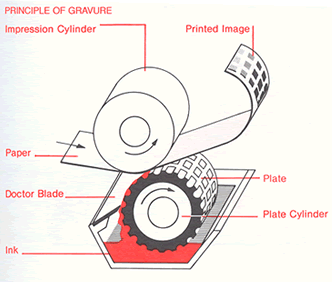 PRINCIPLE OF GRAVURE
Impression Cylinder
Printed Image
Paper
Doctor Blade
Plate
Plate Cylinder
Ink